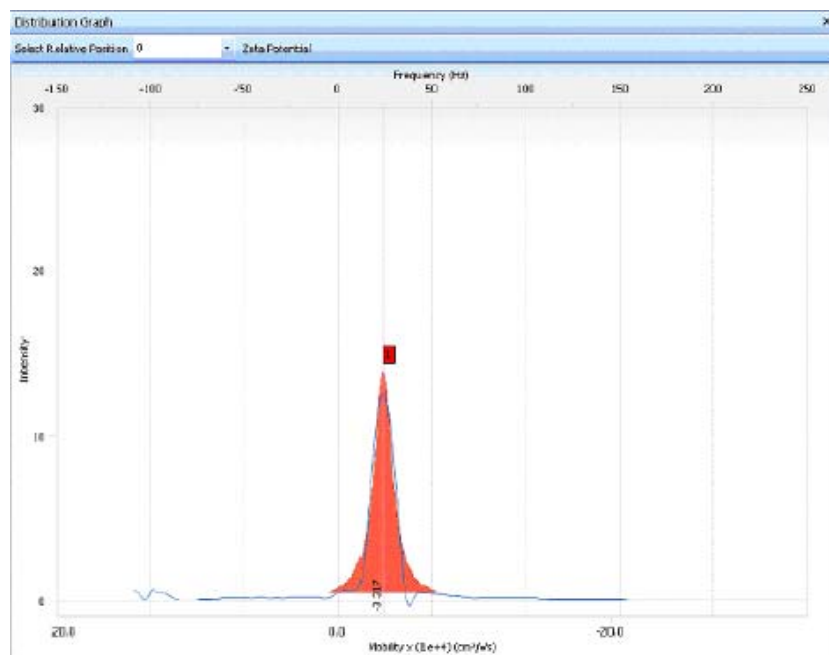 Distribution Graph
Select Relative Position 0 Zeta Potential
Frequency (Hz)
-150 -100 -50 0 50 100 150 200 250
30
20
Intensity
10
0
20.0 0.0 -20.0
Mobility x (1e+4) (cm²/Vs)